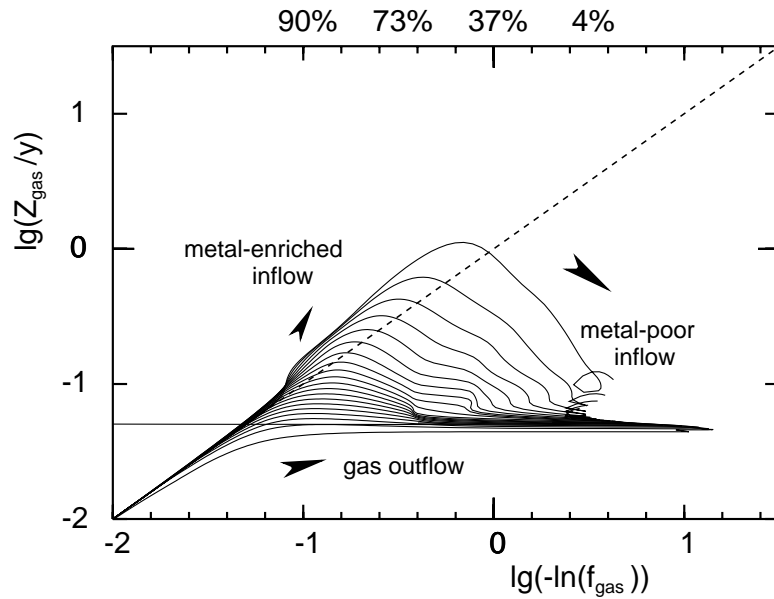 90% 73% 37% 4%
1
lg(Z_gas/y)
0
metal-enriched
inflow
metal-poor
inflow
-1
gas outflow
-2
-2 -1 0 1
lg(-ln(f_gas))